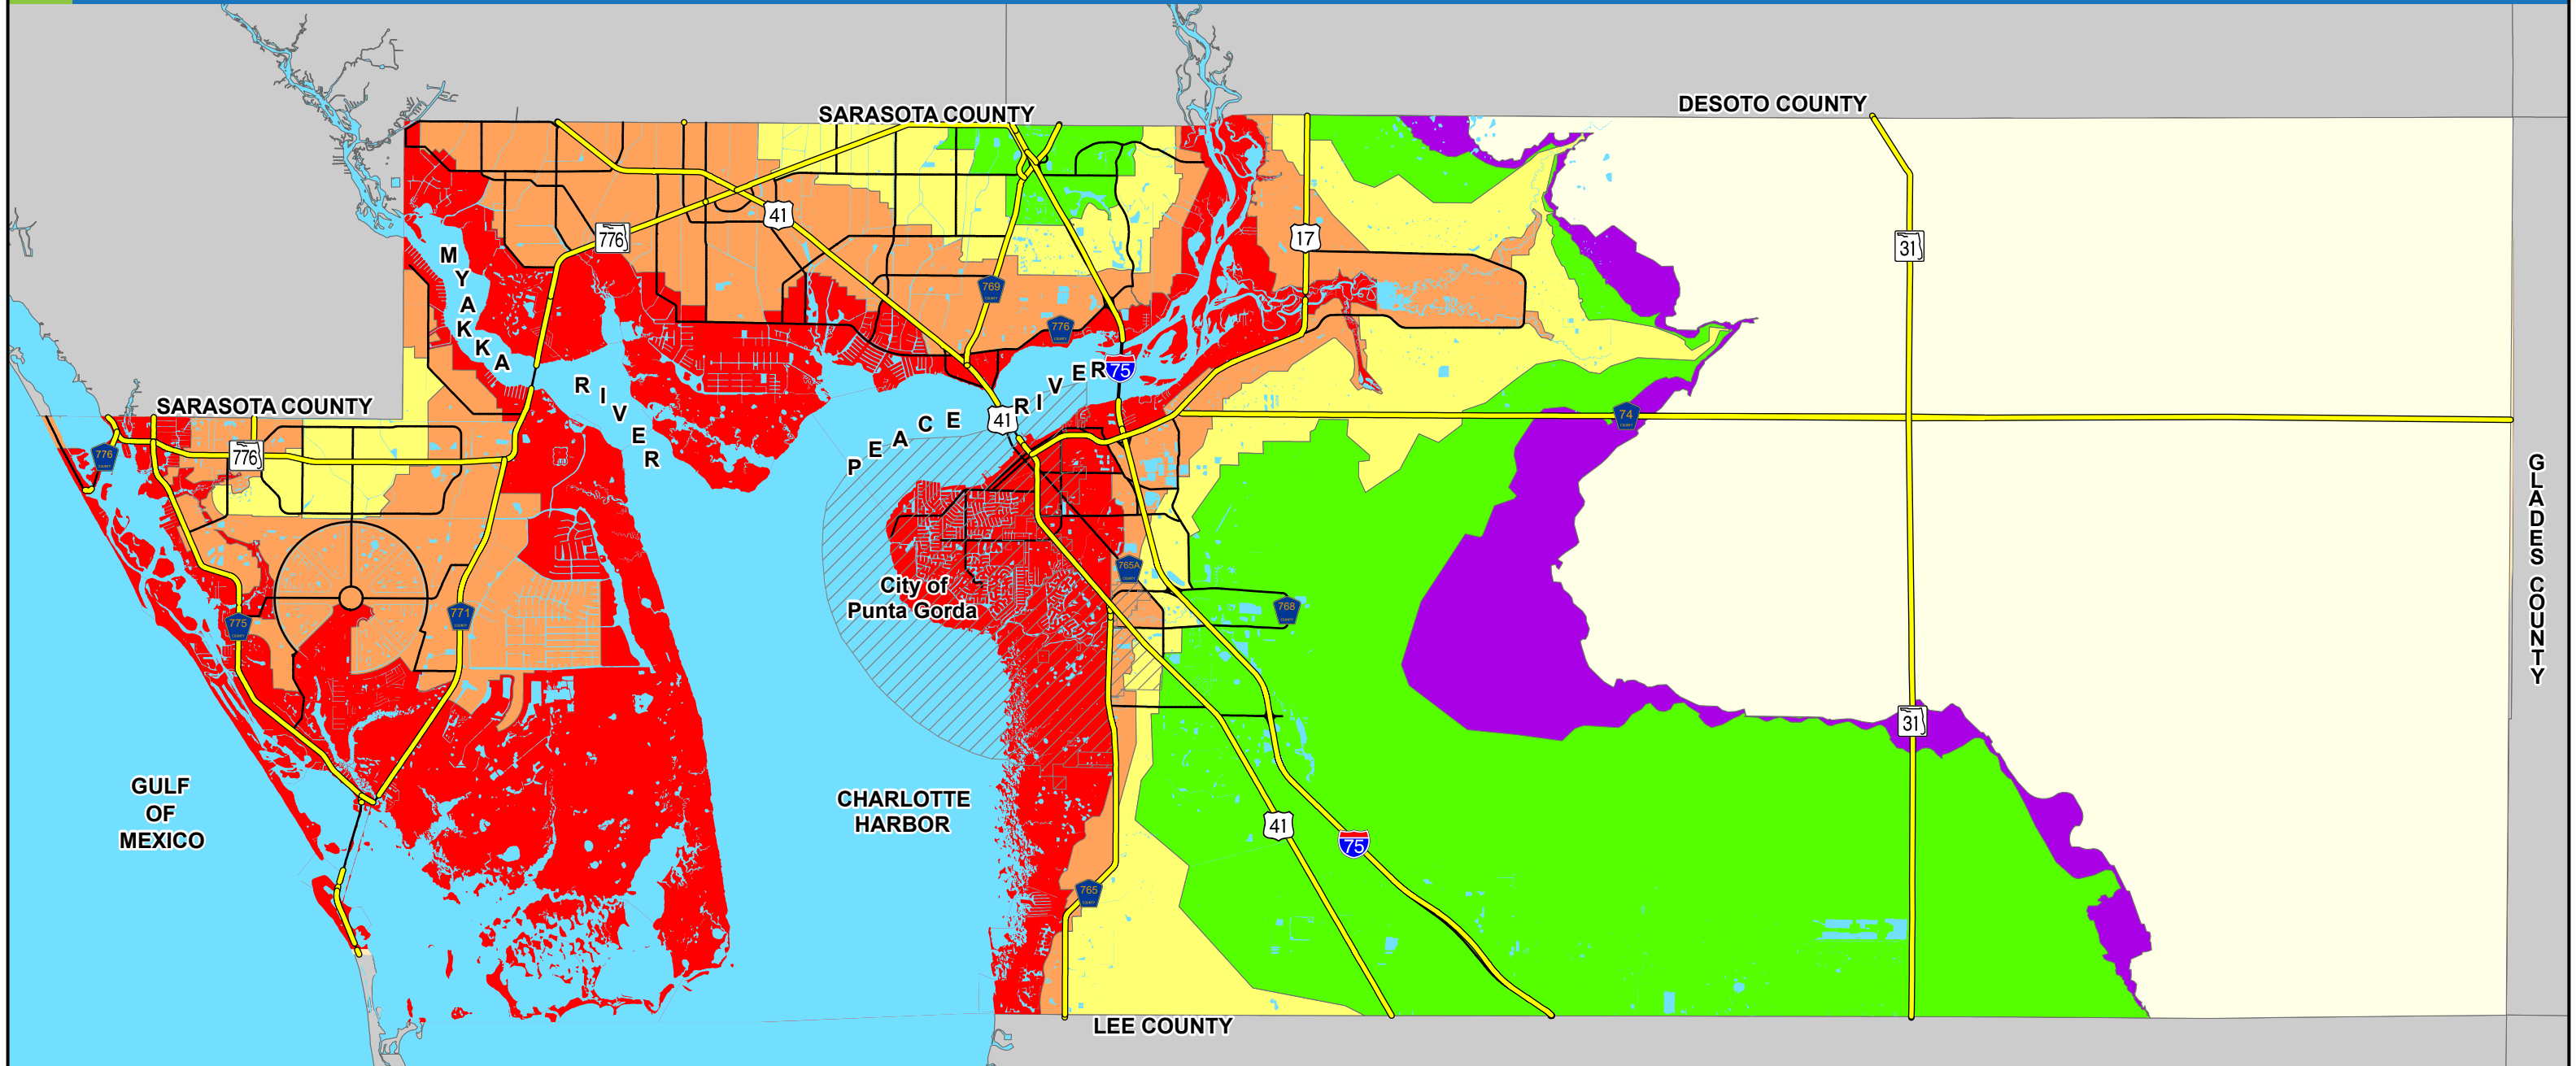 SARASOTA COUNTY
DESOTO COUNTY
41
776
17
31
MYAKKA
769
776
RIVER
75
PEACE RIVER
41
SARASOTA COUNTY
74
776
776
GLADES COUNTY
765A
City of
Punta Gorda
768
775
771
31
GULF
OF
MEXICO
CHARLOTTE
HARBOR
41
75
765
LEE COUNTY